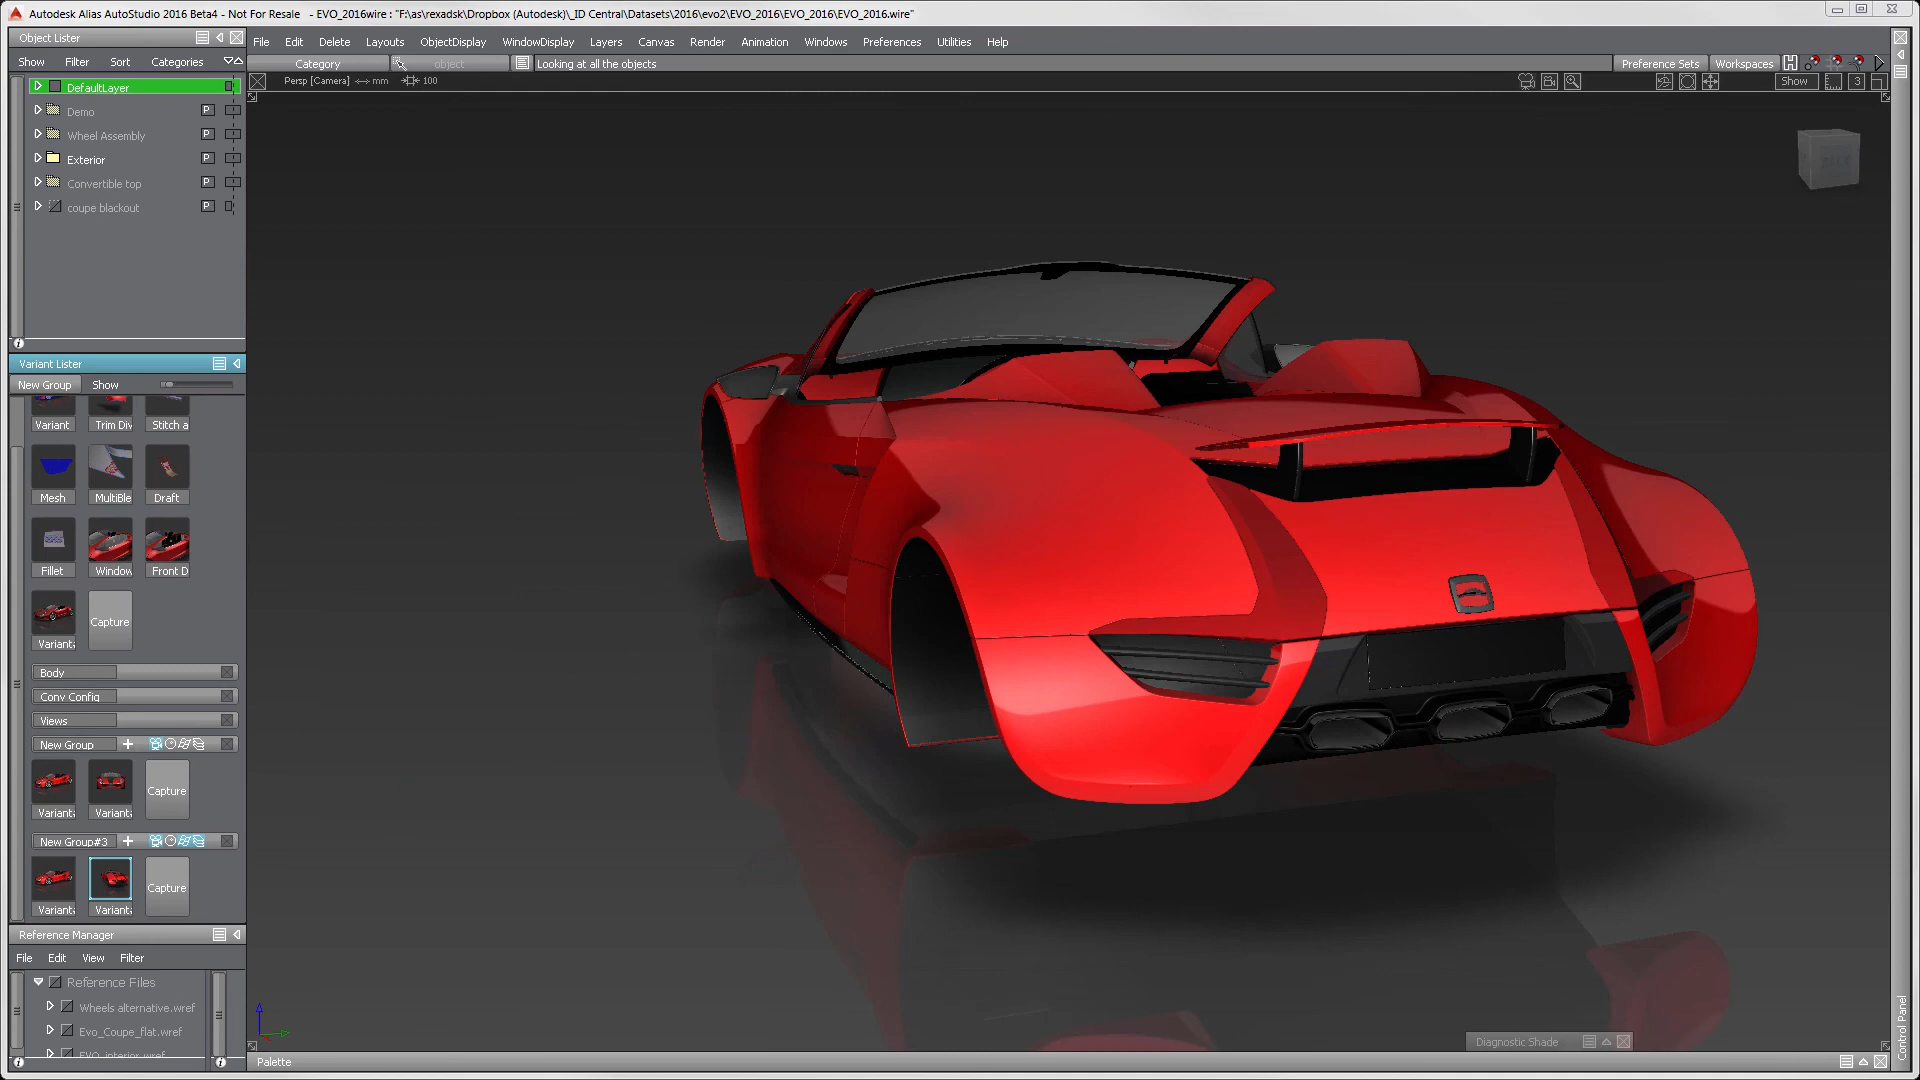 Autodesk Alias AutoStudio 2016 Beta4 - Not For Resale - EVO_2016wire : "F:\as\rexadsk\Dropbox (Autodesk)\_ID Central\Datasets\2016\evo2\EVO_2016\EVO_2016\EVO_2016.wire"
Object Lister
File Edit Delete Layouts ObjectDisplay WindowDisplay Layers Canvas Render Animation Windows Preferences Utilities Help
Show Filter Sort Categories
Category object Looking at all the objects Preference Sets Workspaces
Persp [Camera] mm 100 Show 3
DefaultLayer
Demo P
Wheel Assembly P
Exterior P
Convertible top P
coupe blackout P
Variant Lister
New Group Show
Variant Trim Div Stitch a
Mesh MultiBle Draft
Fillet Window Front D
Capture
Variant
Body
Conv Config
Views
New Group
Capture
Variant Variant
New Group#3
Capture
Variant Variant
Reference Manager
File Edit View Filter
Reference Files
Wheels alternative.wref
Evo_Coupe_flat.wref
EVO_interior.wref
Diagnostic Shade
Palette
Control Panel